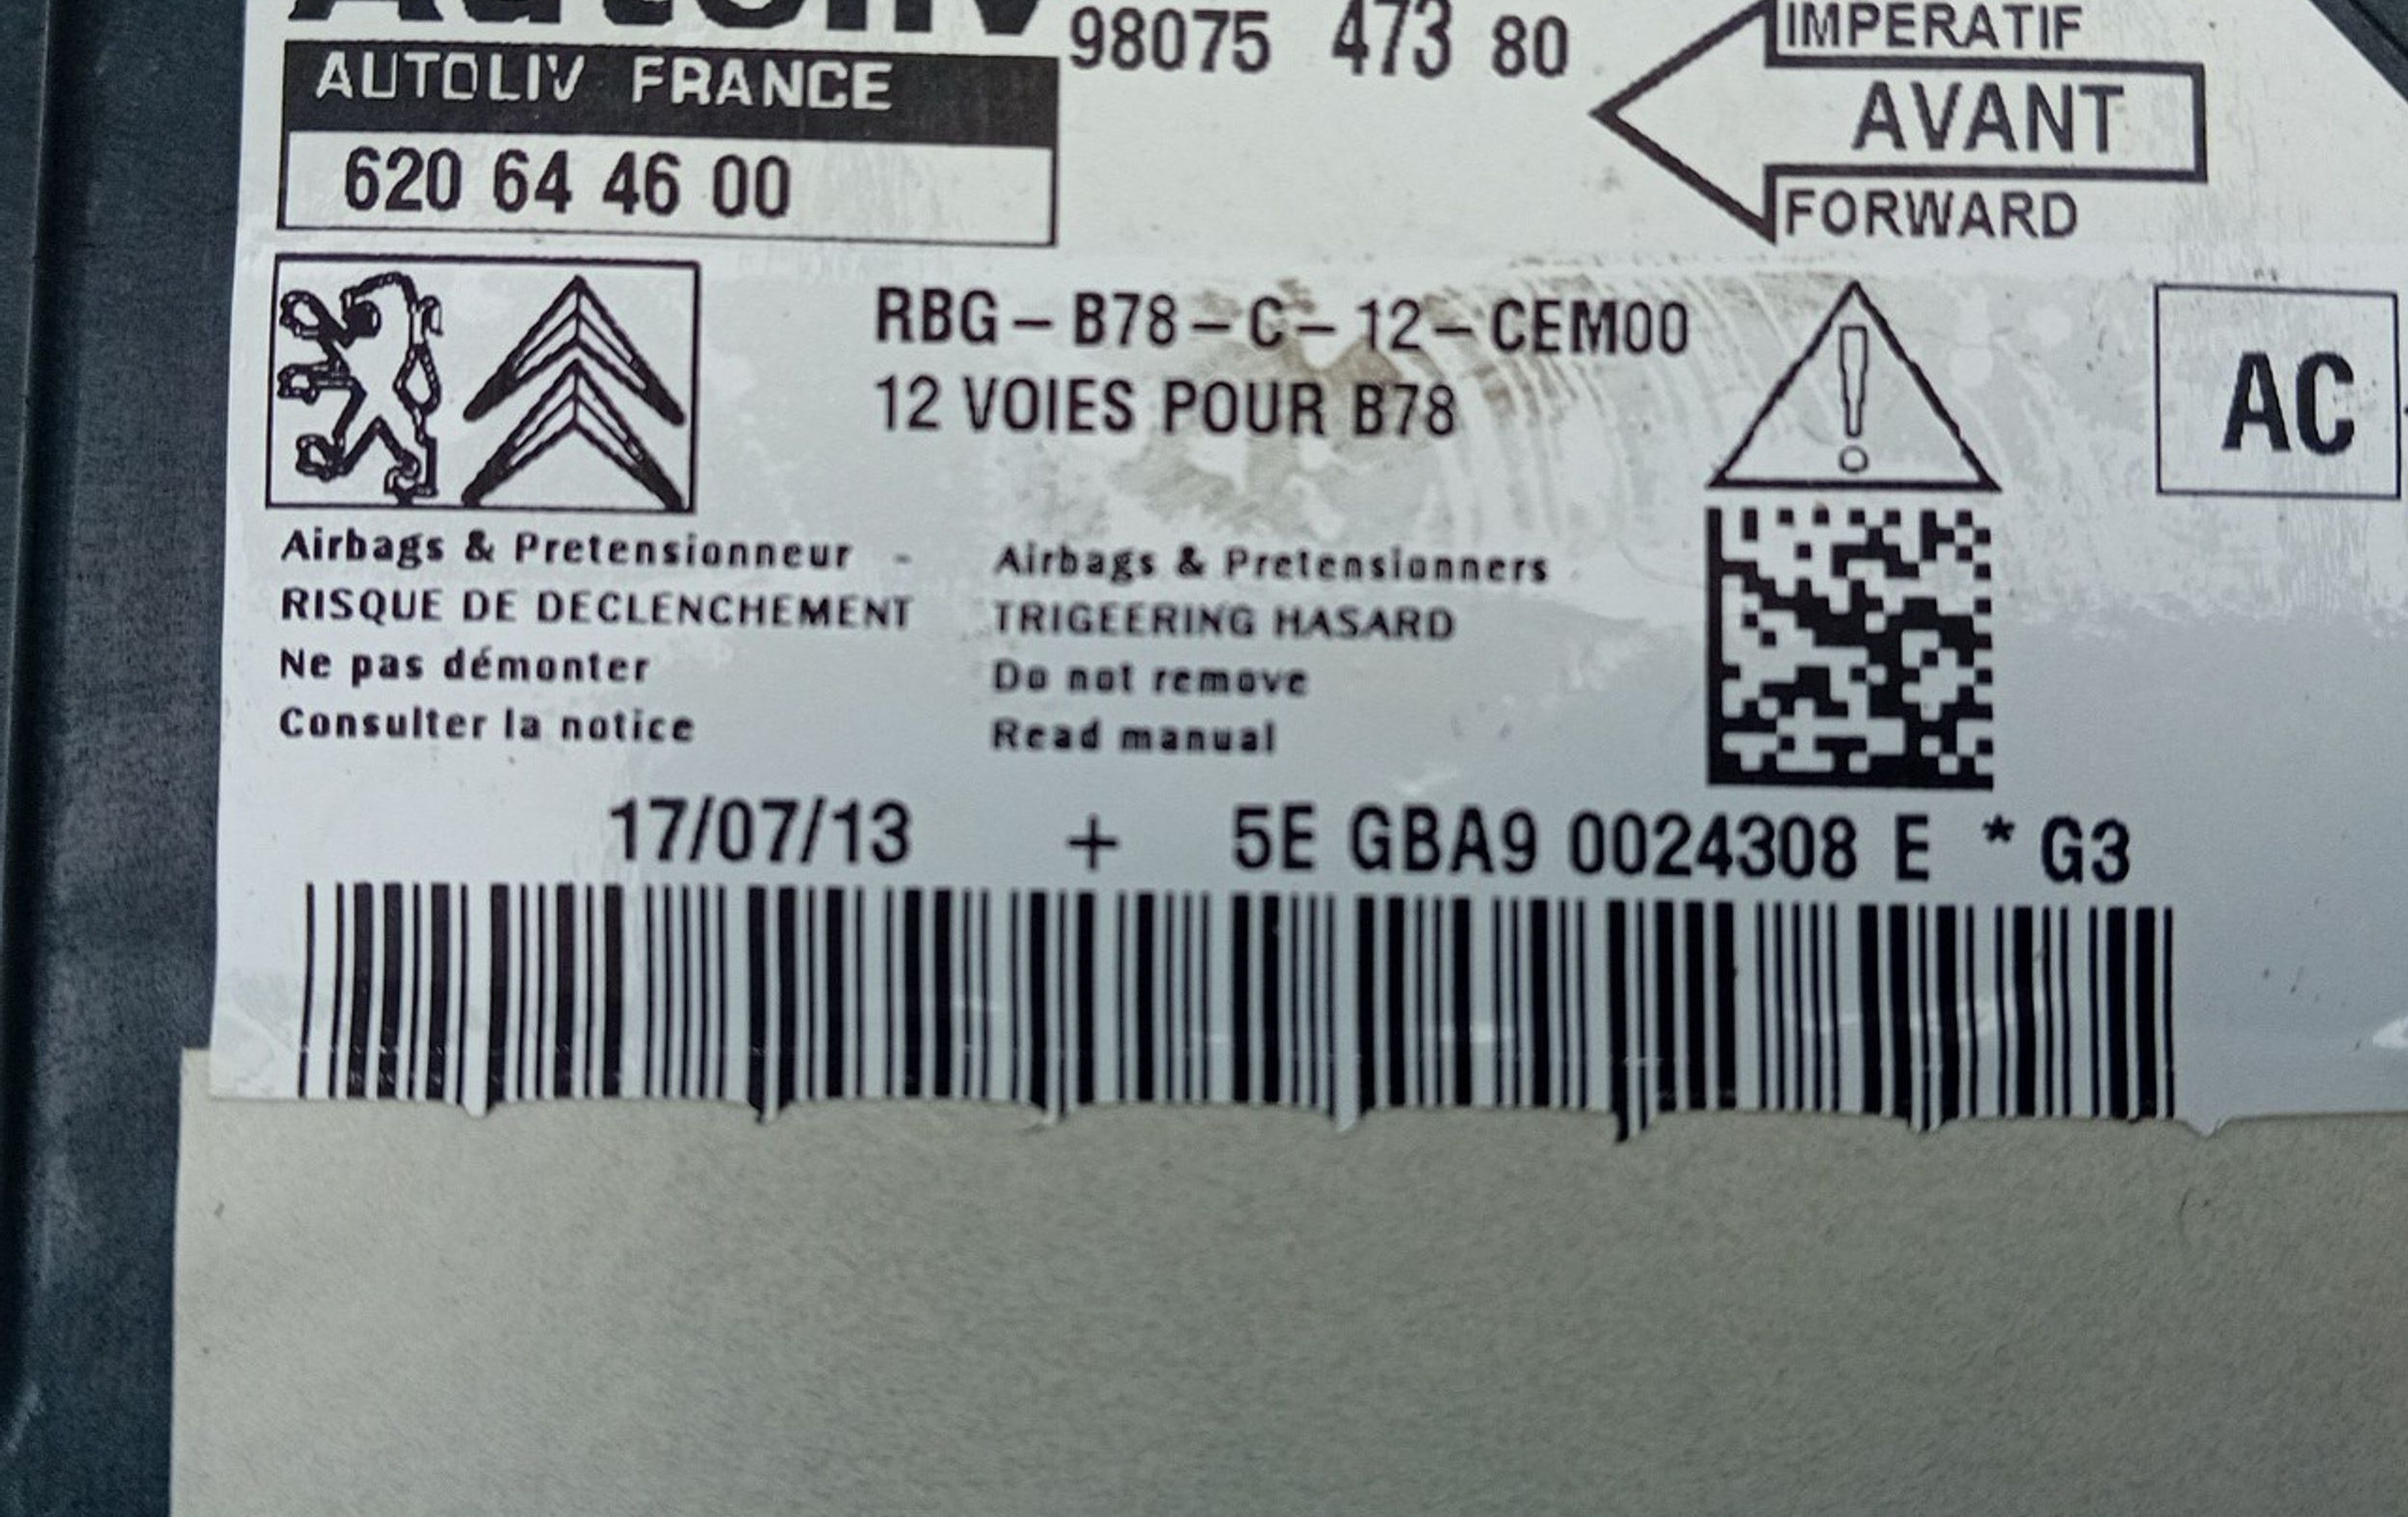 Autoliv
98075 473 80
IMPERATIF
AUTOLIV FRANCE
AVANT
620 64 46 00
FORWARD
RBG – B78 – C – 12 – CEM00
12 VOIES POUR B78
AC
Airbags & Pretensionneur -
RISQUE DE DECLENCHEMENT
Ne pas démonter
Consulter la notice
Airbags & Pretensionners
TRIGEERING HASARD
Do not remove
Read manual
17/07/13 + 5E GBA9 0024308 E * G3